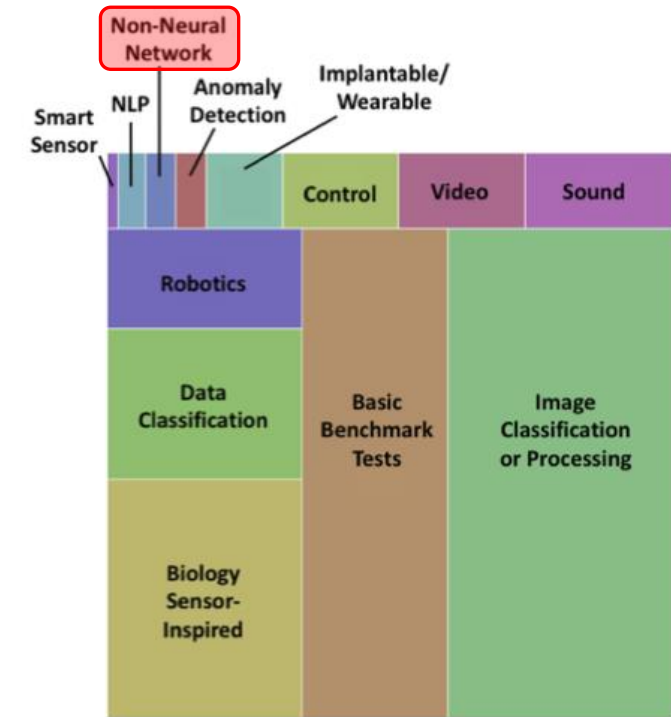 Non-Neural
Network
Smart
Sensor
NLP
Anomaly
Detection
Implantable/
Wearable
Control
Video
Sound
Robotics
Data
Classification
Biology
Sensor-
Inspired
Basic
Benchmark
Tests
Image
Classification
or Processing